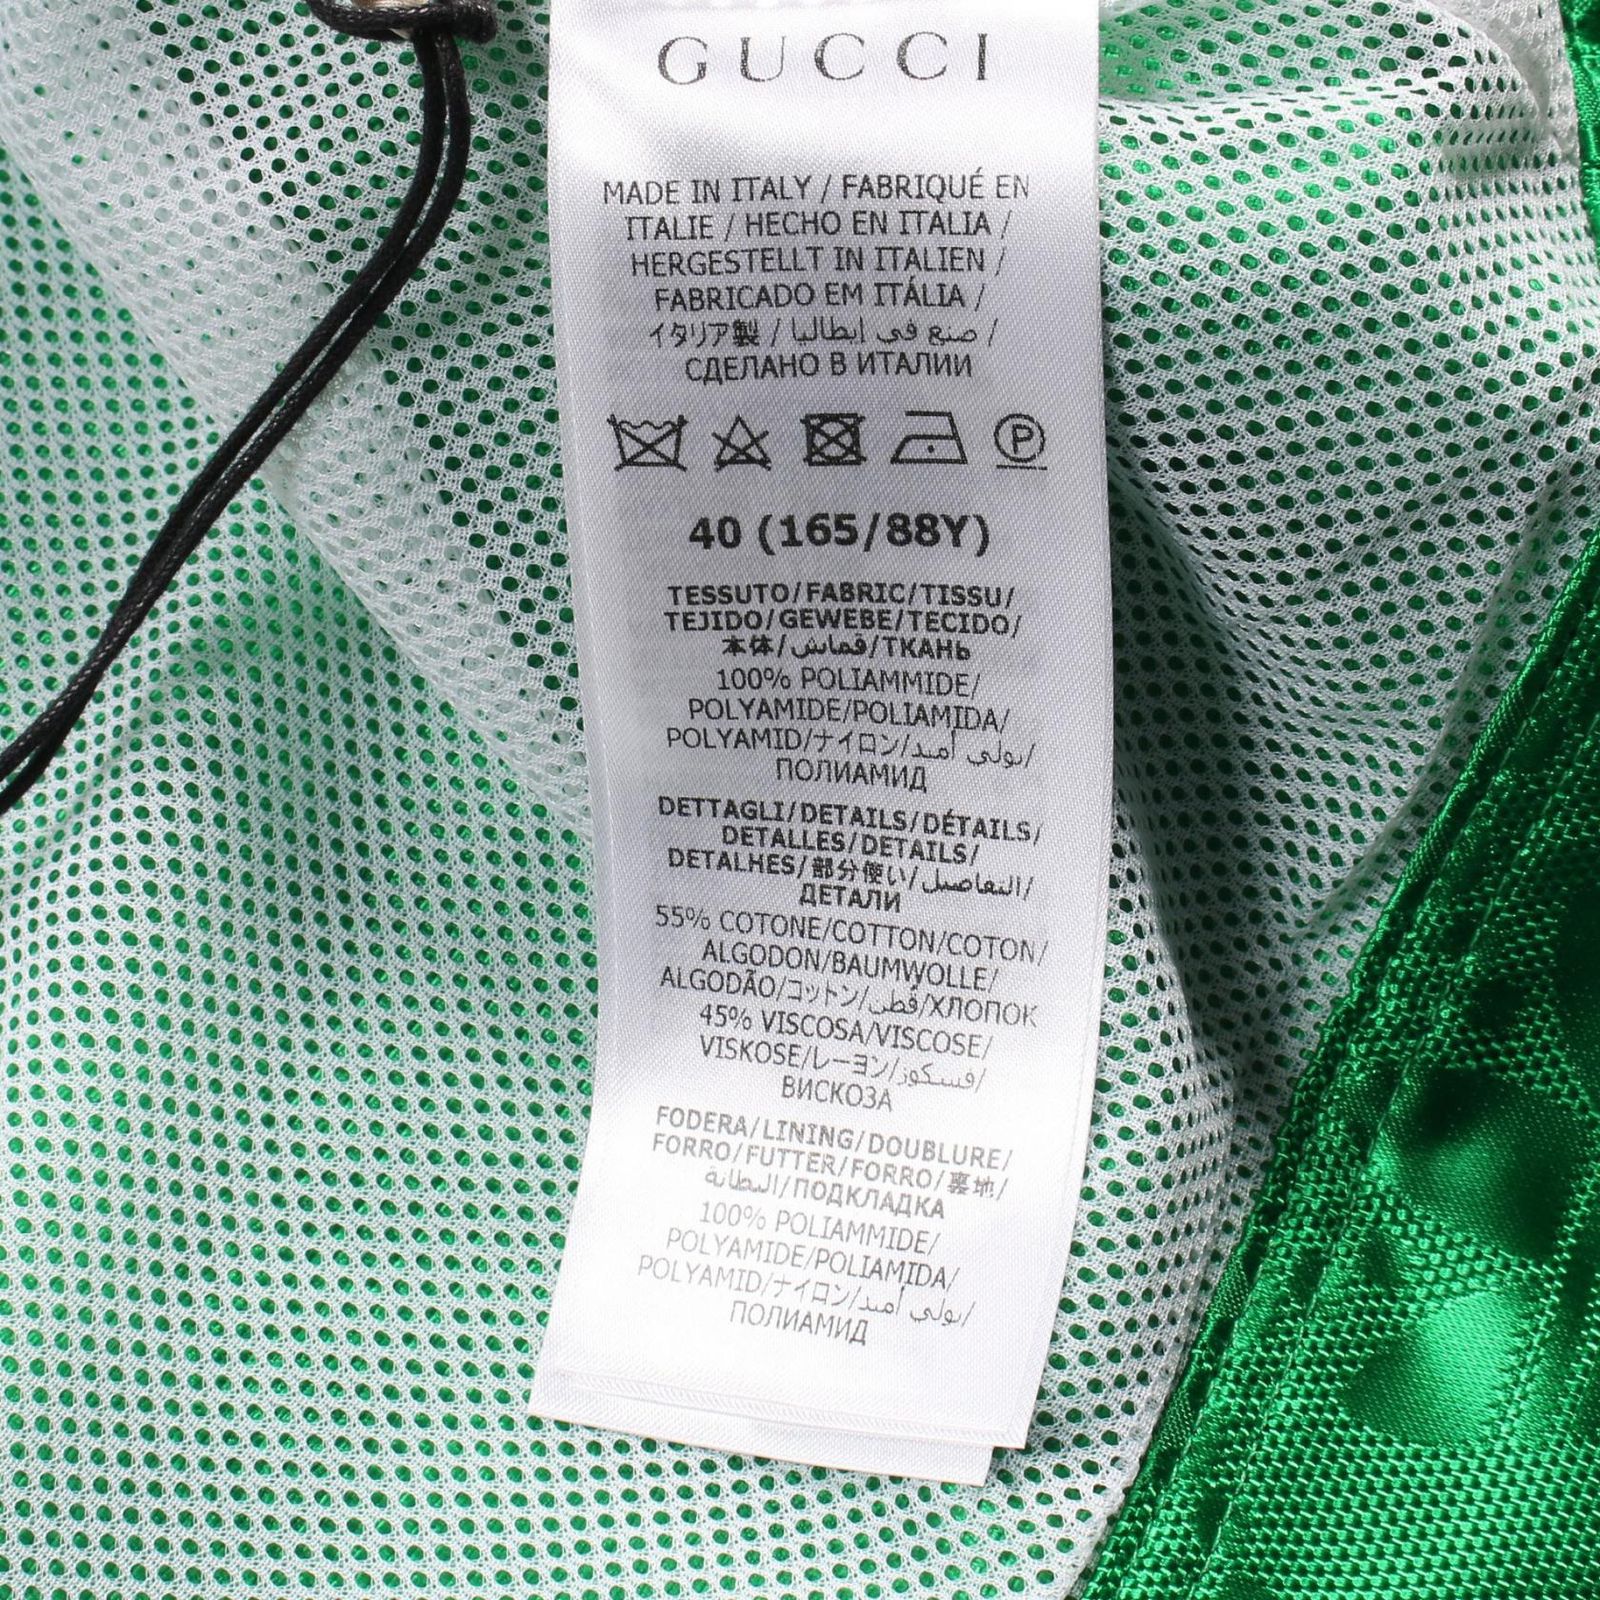 GUCCI
MADE IN ITALY / FABRIQUÉ EN
ITALIE / HECHO EN ITALIA /
HERGESTELLT IN ITALIEN /
FABRICADO EM ITÁLIA /
イタリア製 / صنع في إيطاليا /
СДЕЛАНО В ИТАЛИИ
P
40 (165/88Y)
TESSUTO/FABRIC/TISSU/
TEJIDO/GEWEBE/TECIDO/
本体/قماش/ТКАНЬ
100% POLIAMMIDE/
POLYAMIDE/POLIAMIDA/
POLYAMID/ナイロン/بولي أميد/
ПОЛИАМИД
DETTAGLI/DETAILS/DÉTAILS/
DETALLES/DETAILS/
DETALHES/部分使い/التفاصيل/
ДЕТАЛИ
55% COTONE/COTTON/COTON/
ALGODON/BAUMWOLLE/
ALGODÃO/コットン/قطن/ХЛОПОК
45% VISCOSA/VISCOSE/
VISKOSE/レーヨン/فسكوز/
ВИСКОЗА
FODERA/LINING/DOUBLURE/
FORRO/FUTTER/FORRO/裏地/
البطانة/ПОДКЛАДКА
100% POLIAMMIDE/
POLYAMIDE/POLIAMIDA/
POLYAMID/ナイロン/بولي أميد/
ПОЛИАМИД